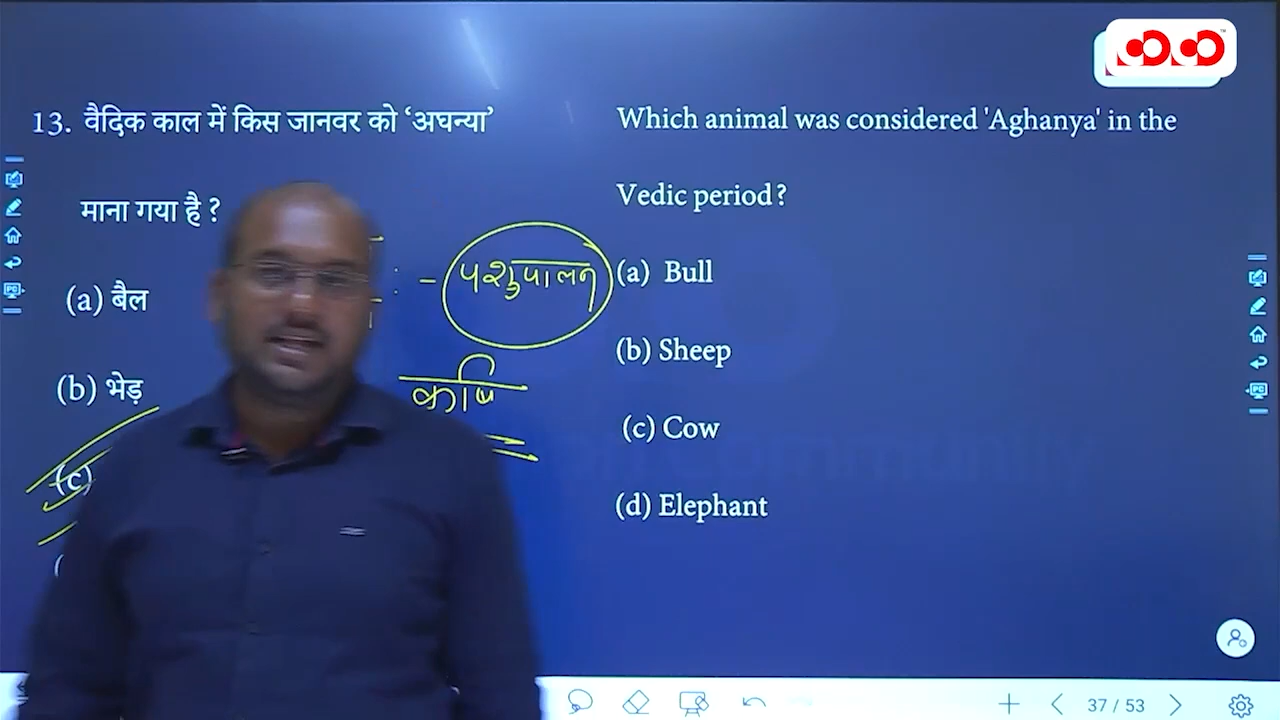 13. वैदिक काल में किस जानवर को ‘अघन्या’
माना गया है ?
(a) बैल
(b) भेड़
(c)
(
पशुपालन
कृषि
Which animal was considered 'Aghanya' in the
Vedic period?
(a) Bull
(b) Sheep
(c) Cow
(d) Elephant
37 / 53